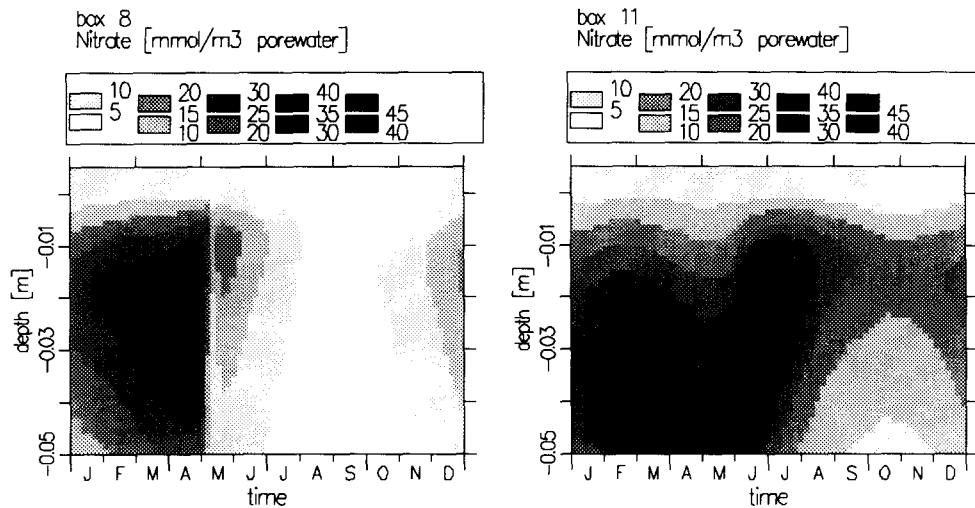 box 8
Nitrate [mmol/m3 porewater]
10 20 30 40
5 15 25 35 45
10 20 30 40
-0.01
-0.03
-0.05
depth [m]
J F M A M J J A S O N D
time
box 11
Nitrate [mmol/m3 porewater]
10 20 30 40
5 15 25 35 45
10 20 30 40
-0.01
-0.03
-0.05
depth [m]
J F M A M J J A S O N D
time